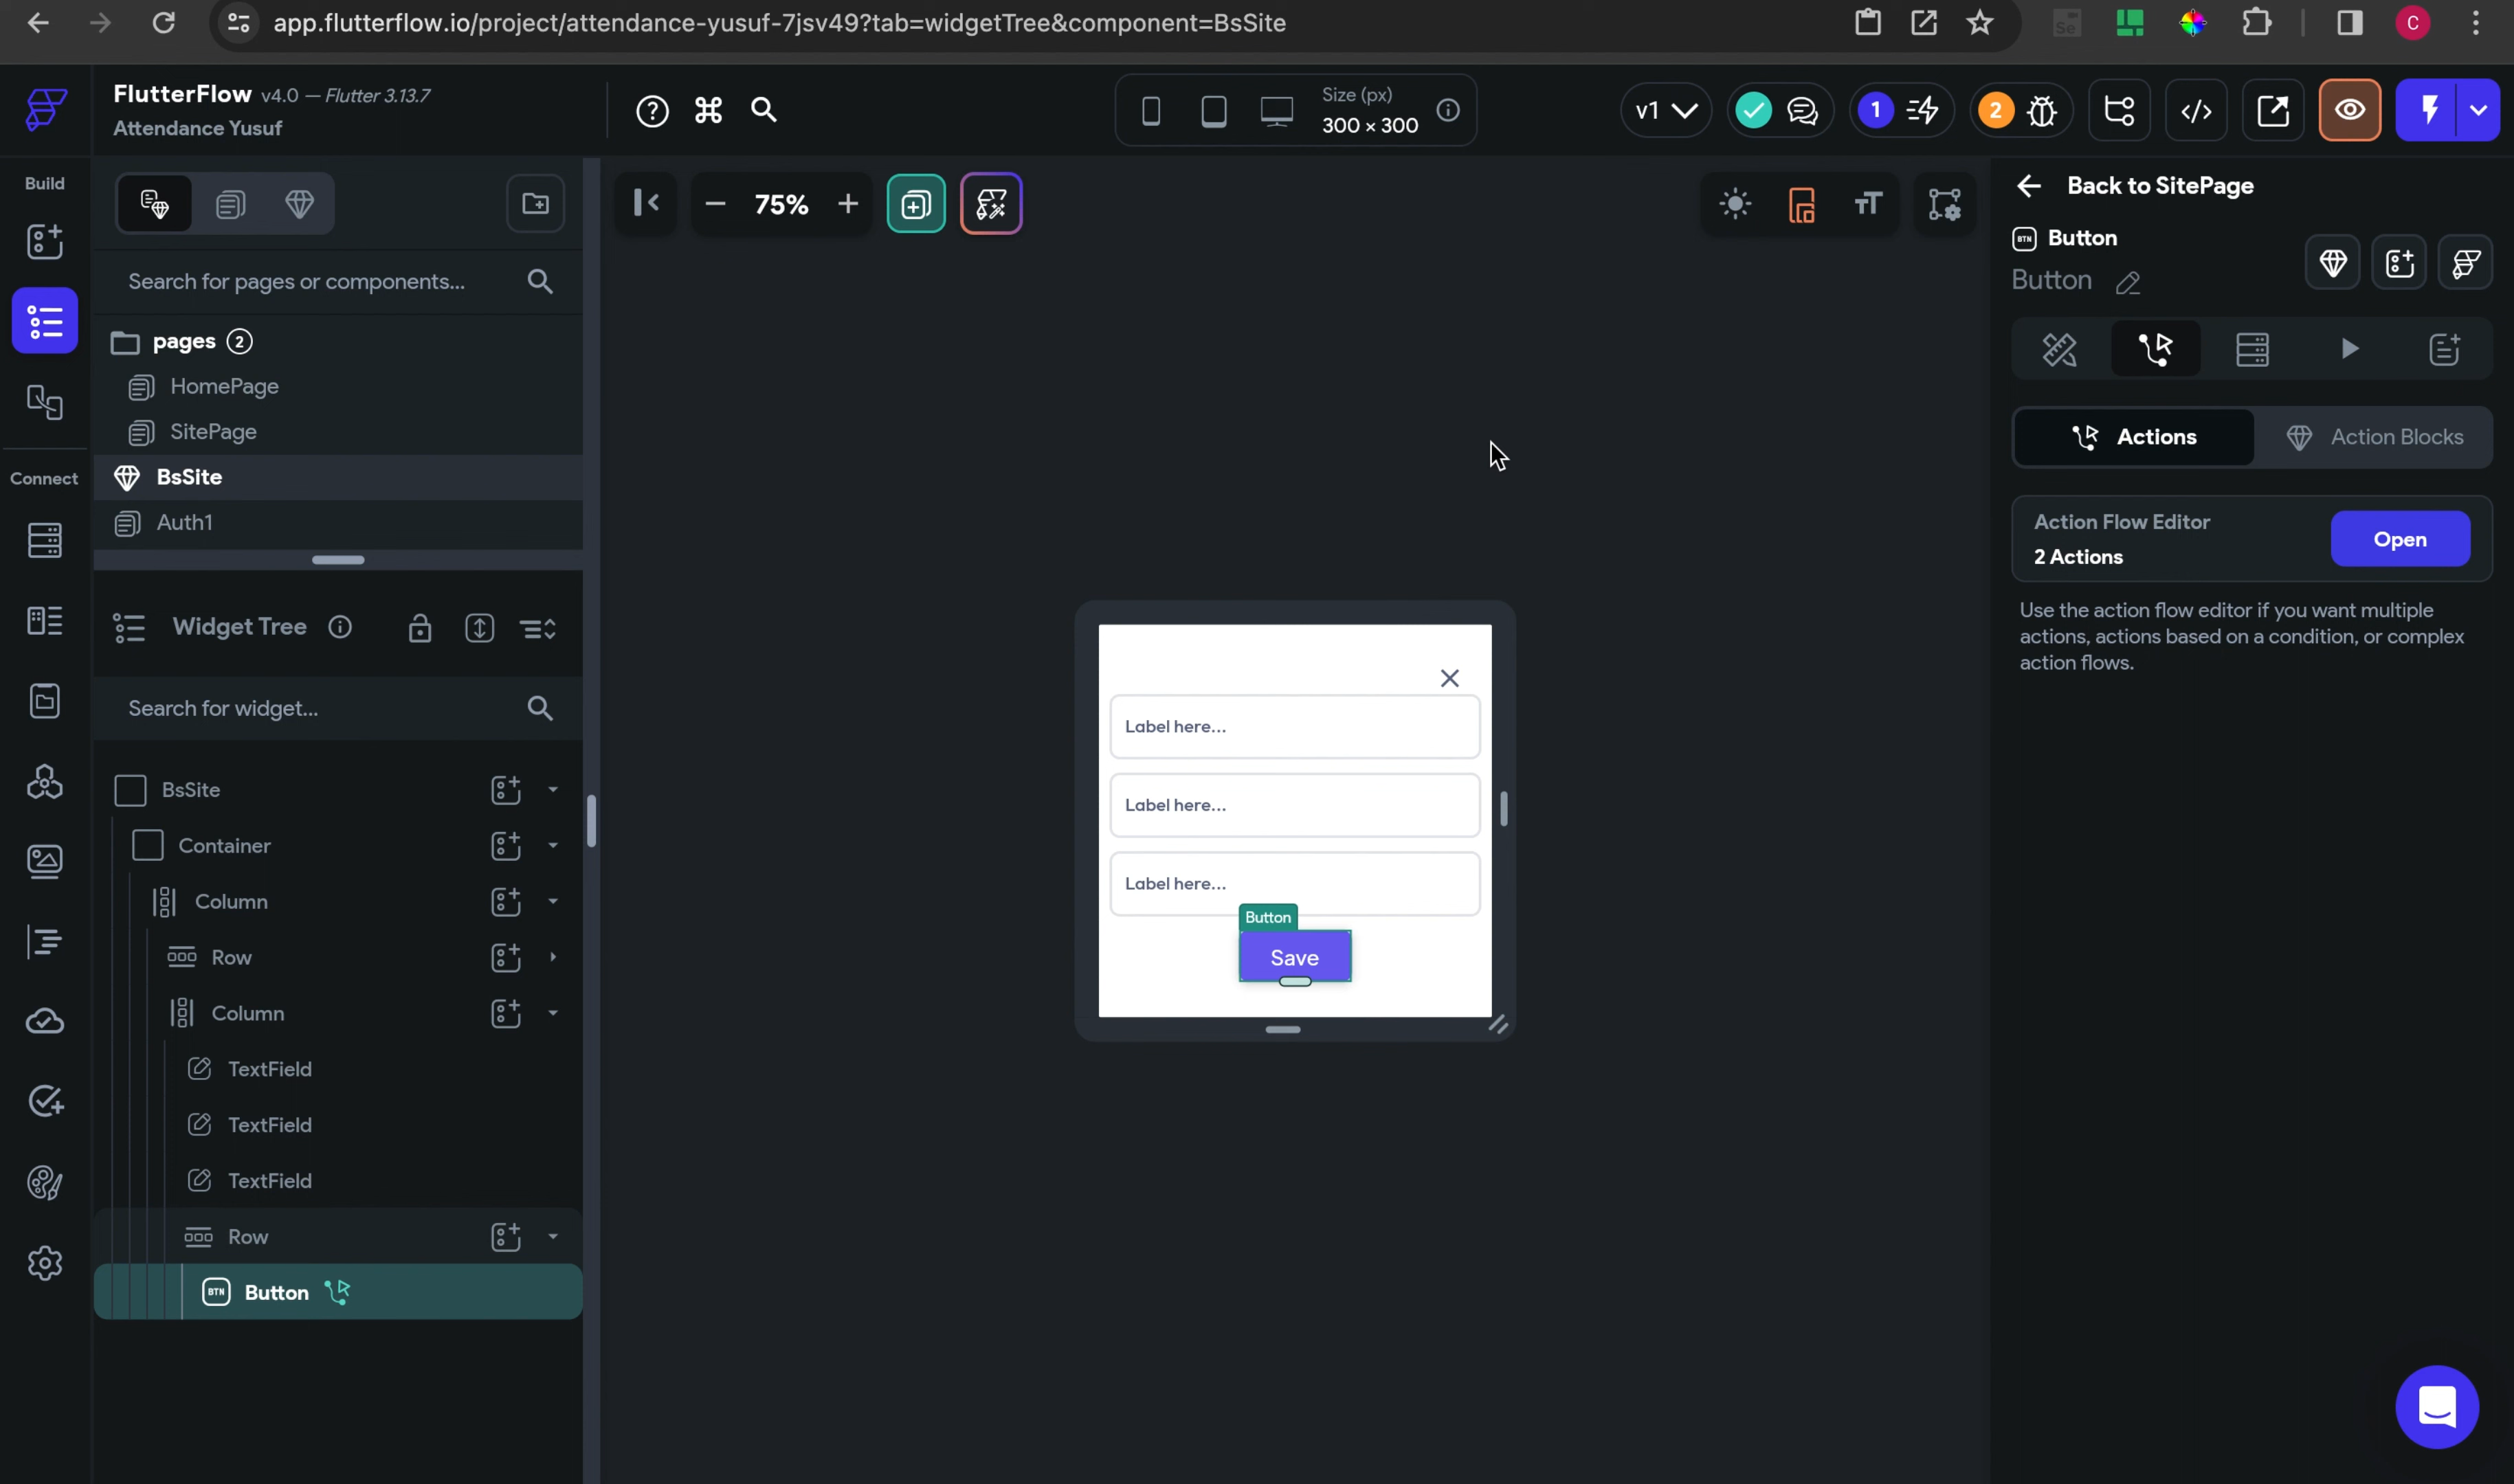 app.flutterflow.io/project/attendance-yusuf-7jsv49?tab=widgetTree&component=BsSite
Se
C
FlutterFlow v4.0 — Flutter 3.13.7
Attendance Yusuf
Size (px)
300 × 300
v1
1
2
Build
Connect
Search for pages or components...
pages 2
HomePage
SitePage
BsSite
Auth1
Widget Tree
Search for widget...
BsSite
Container
Column
Row
Column
TextField
TextField
TextField
Row
BTN Button
75%
Label here...
Label here...
Label here...
Button
Save
Back to SitePage
BTN Button
Button
Actions
Action Blocks
Action Flow Editor
2 Actions
Open
Use the action flow editor if you want multiple
actions, actions based on a condition, or complex
action flows.